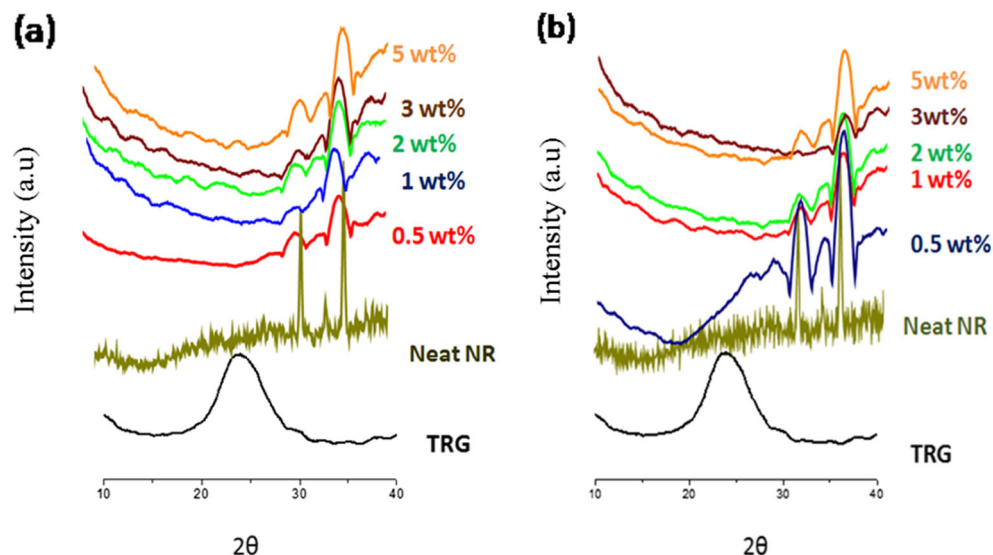 (a)
5 wt%
3 wt%
2 wt%
1 wt%
0.5 wt%
Neat NR
TRG
Intensity (a.u)
10 20 30 40
2θ
(b)
5wt%
3wt%
2 wt%
1 wt%
0.5 wt%
Neat NR
TRG
Intensity (a.u)
10 20 30 40
2θ